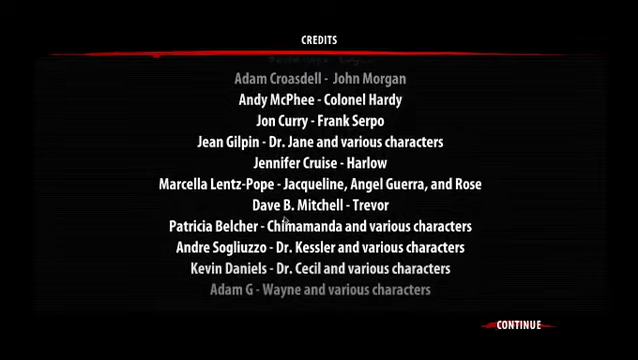 CREDITS
Adam Croasdell - John Morgan
Andy McPhee - Colonel Hardy
Jon Curry - Frank Serpo
Jean Gilpin - Dr. Jane and various characters
Jennifer Cruise - Harlow
Marcella Lentz-Pope - Jacqueline, Angel Guerra, and Rose
Dave B. Mitchell - Trevor
Patricia Belcher - Chimamanda and various characters
Andre Sogliuzzo - Dr. Kessler and various characters
Kevin Daniels - Dr. Cecil and various characters
Adam G - Wayne and various characters
CONTINUE